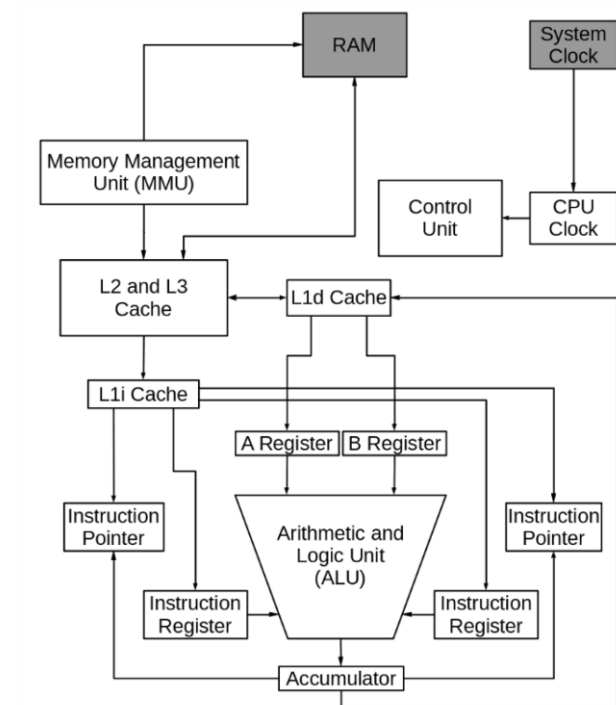 RAM
System
Clock
Memory Management
Unit (MMU)
Control
Unit
CPU
Clock
L2 and L3
Cache
L1d Cache
L1i Cache
A Register
B Register
Instruction
Pointer
Arithmetic and
Logic Unit
(ALU)
Instruction
Pointer
Instruction
Register
Instruction
Register
Accumulator